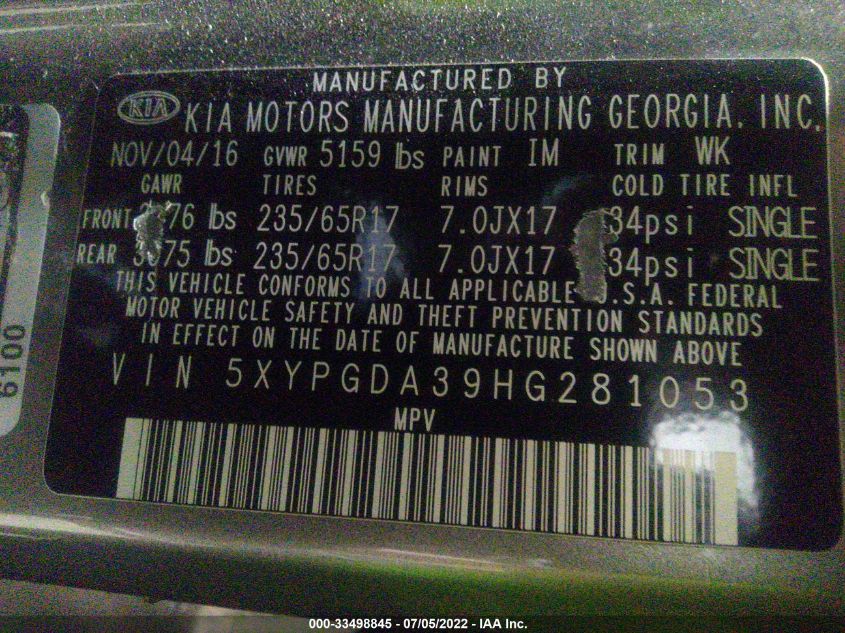 MANUFACTURED BY
KIA KIA MOTORS MANUFACTURING GEORGIA, INC.
NOV/04/16 GVWR 5159 lbs PAINT IM TRIM WK
GAWR TIRES RIMS COLD TIRE INFL
FRONT lbs 235/65R17 7.0JX17 34psi SINGLE
REAR lbs 235/65R17 7.0JX17 34psi SINGLE
THIS VEHICLE CONFORMS TO ALL APPLICABLE U.S.A. FEDERAL
MOTOR VEHICLE SAFETY AND THEFT PREVENTION STANDARDS
IN EFFECT ON THE DATE OF MANUFACTURE SHOWN ABOVE
VIN 5XYPGDA39HG281053
MPV
6100
000-33498845 - 07/05/2022 - IAA Inc.